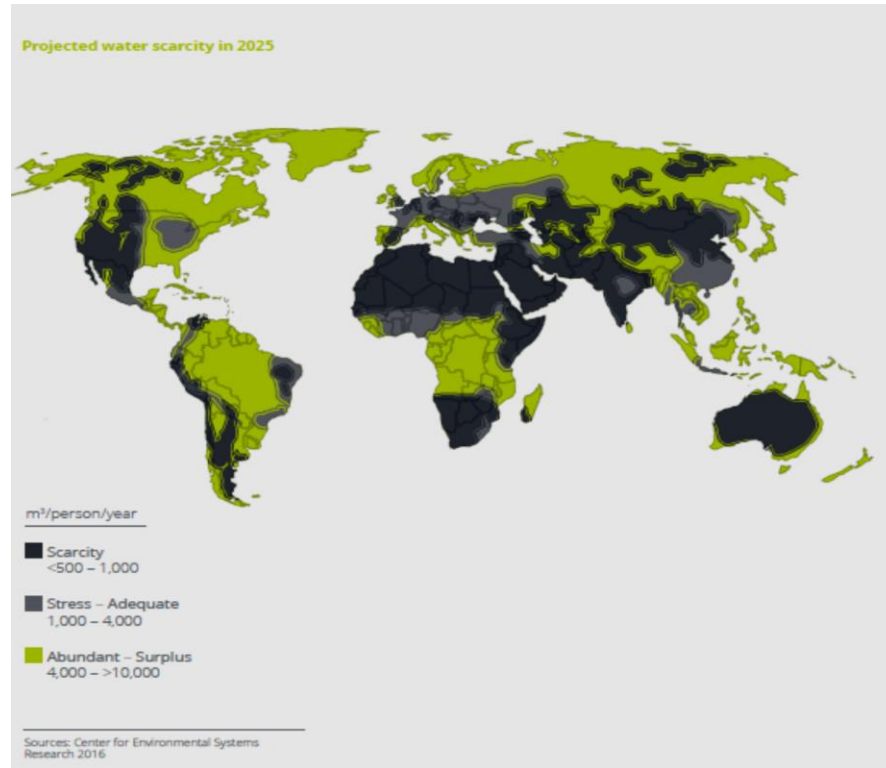 Projected water scarcity in 2025
m³/person/year
Scarcity
<500 – 1,000
Stress – Adequate
1,000 – 4,000
Abundant – Surplus
4,000 – >10,000
Sources: Center for Environmental Systems
Research 2016